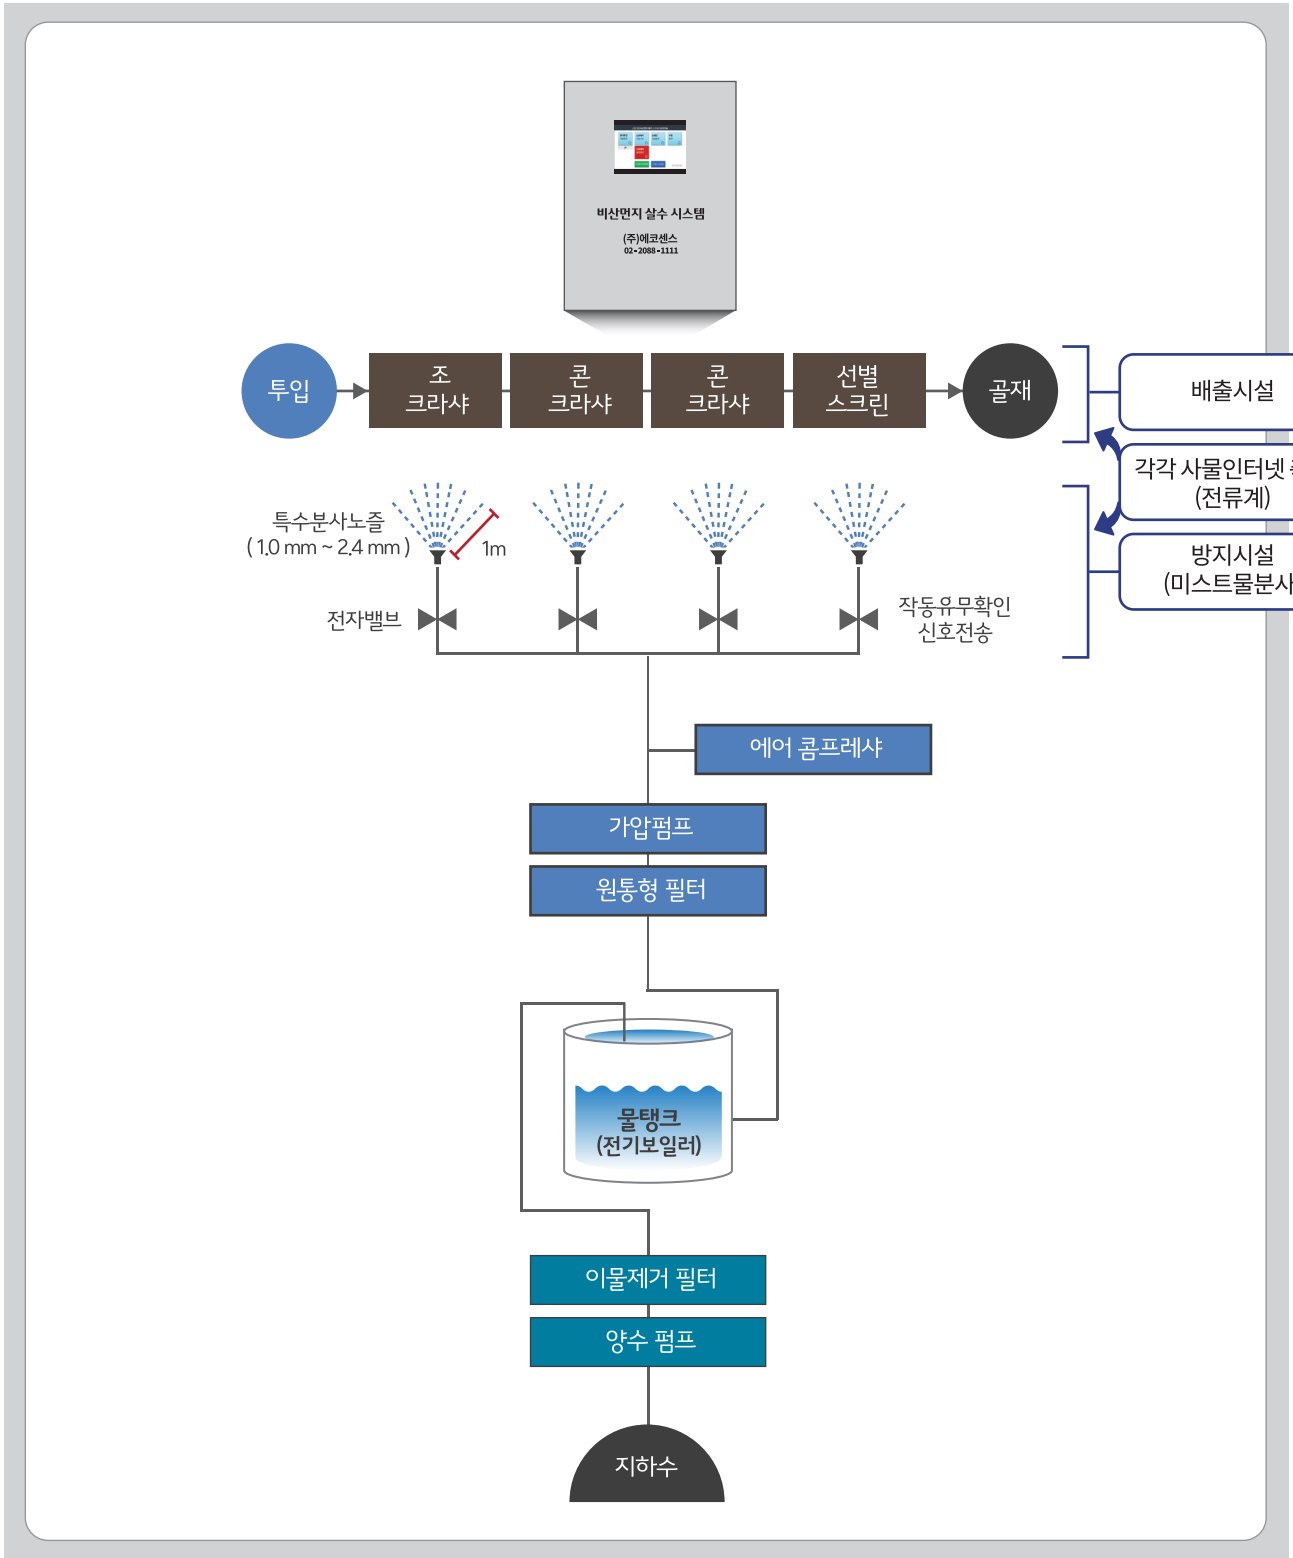 비산먼지 살수 시스템
(주)에코센스
02-2088-1111
투입
조
크라샤
콘
크라샤
콘
크라샤
선별
스크린
골재
배출시설
각각 사물인터넷
(전류계)
방지시설
(미스트물분사
특수분사노즐
( 1.0 mm ~ 2.4 mm )
1m
전자밸브
작동유무확인
신호전송
에어 콤프레샤
가압펌프
원통형 필터
물탱크
(전기보일러)
이물제거 필터
양수 펌프
지하수